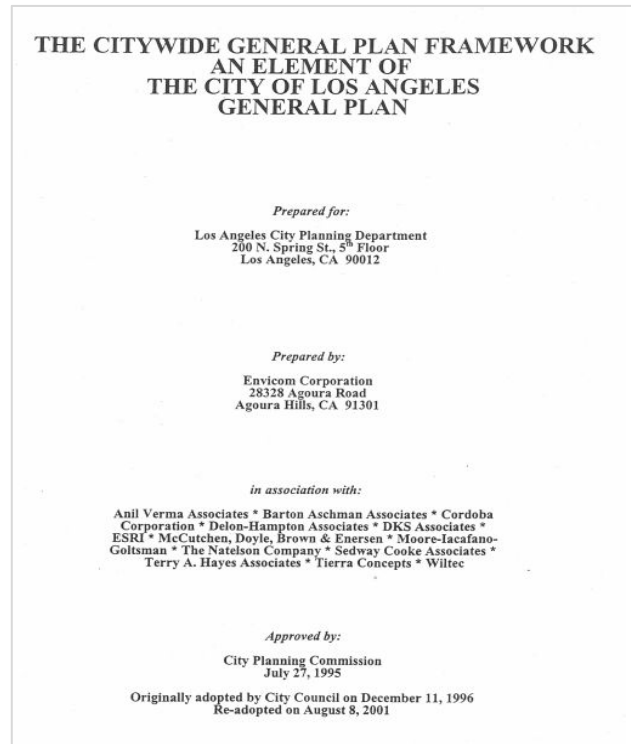 THE CITYWIDE GENERAL PLAN FRAMEWORK
AN ELEMENT OF
THE CITY OF LOS ANGELES
GENERAL PLAN
Prepared for:
Los Angeles City Planning Department
200 N. Spring St., 5th Floor
Los Angeles, CA 90012
Prepared by:
Envicom Corporation
28328 Agoura Road
Agoura Hills, CA 91301
in association with:
Anil Verma Associates * Barton Aschman Associates * Cordoba
Corporation * Delon-Hampton Associates * DKS Associates *
ESRI * McCutchen, Doyle, Brown & Enersen * Moore-Iacafano-
Goltsman * The Natelson Company * Sedway Cooke Associates *
Terry A. Hayes Associates * Tierra Concepts * Wiltec
Approved by:
City Planning Commission
July 27, 1995
Originally adopted by City Council on December 11, 1996
Re-adopted on August 8, 2001